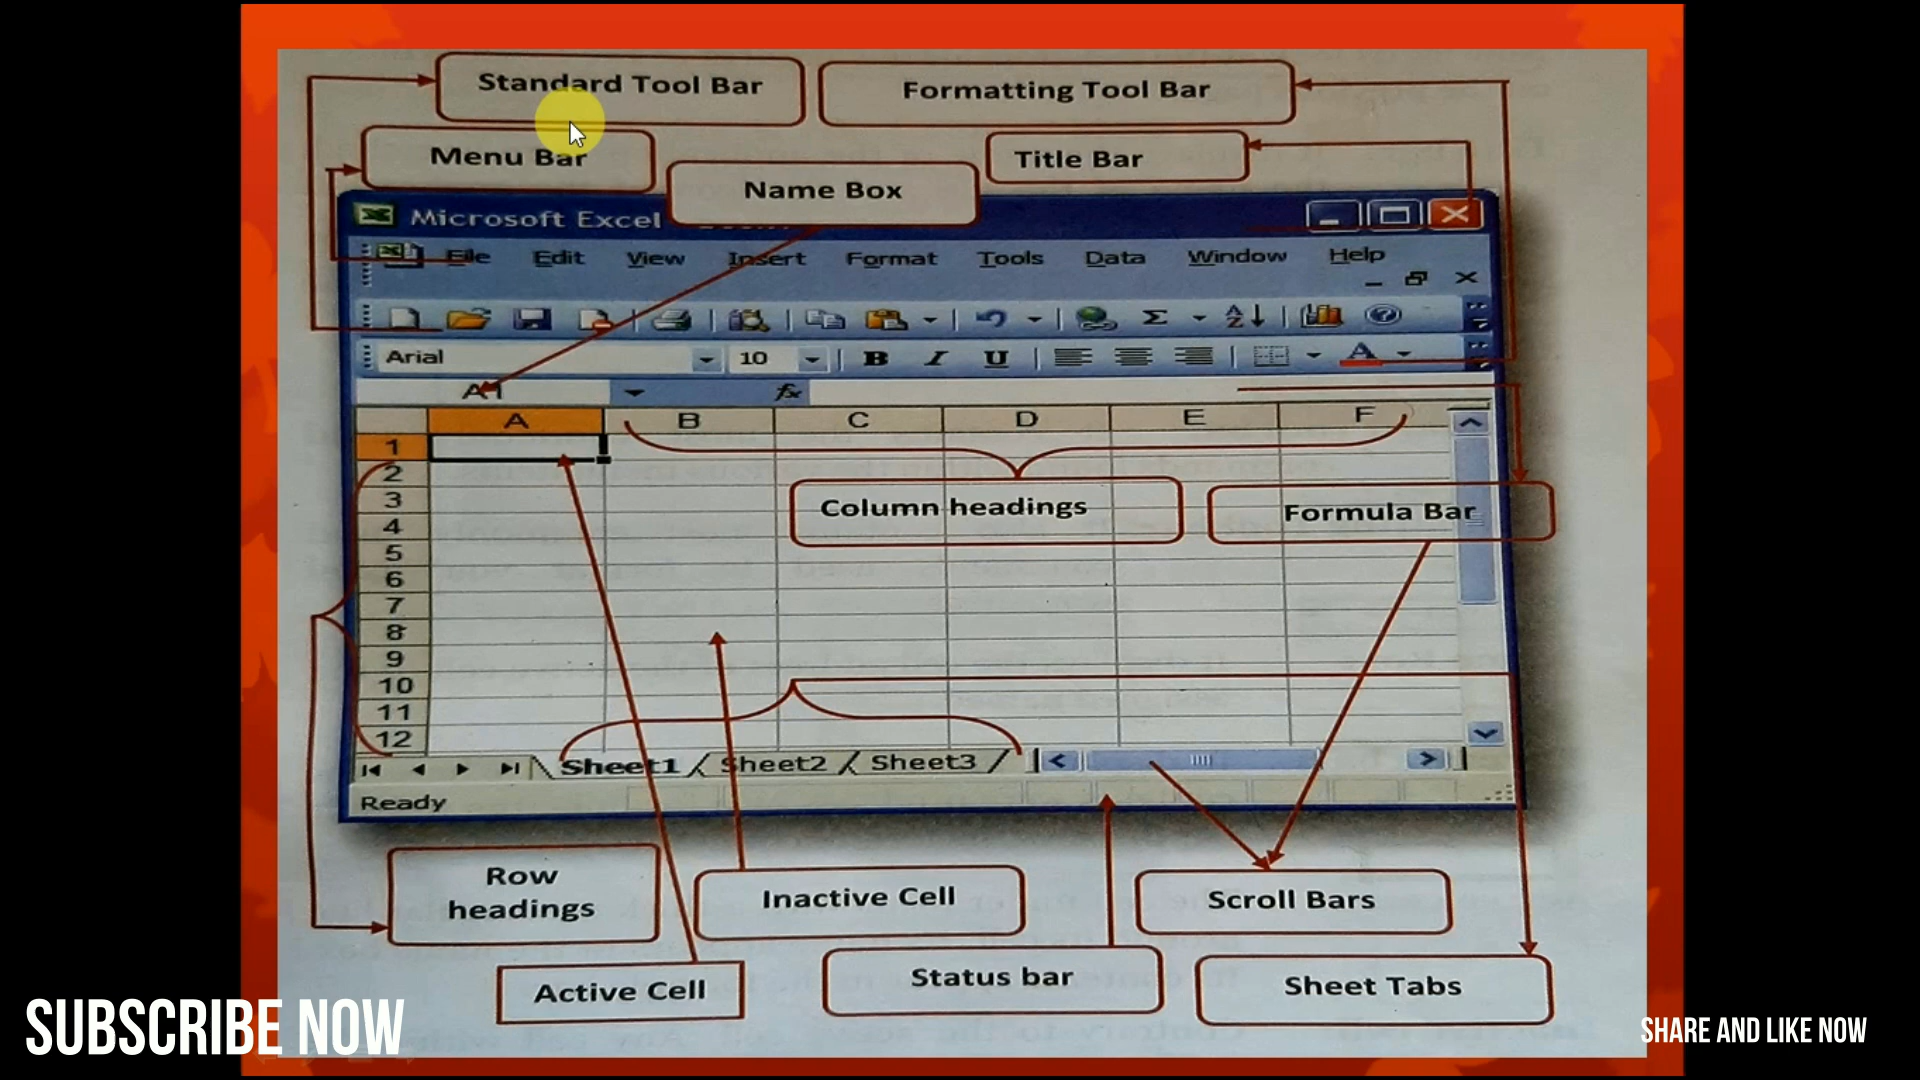 Standard Tool Bar
Formatting Tool Bar
Menu Bar
Title Bar
Name Box
Microsoft Excel
File Edit View Insert Format Tools Data Window Help
Arial 10 B I U A
A1 fx
A B C D E F
1
2
3
Column headings
Formula Bar
4
5
6
7
8
9
10
11
12
Sheet1 Sheet2 Sheet3
Ready
Row
headings
Inactive Cell
Scroll Bars
Active Cell
Status bar
Sheet Tabs
SUBSCRIBE NOW
SHARE AND LIKE NOW